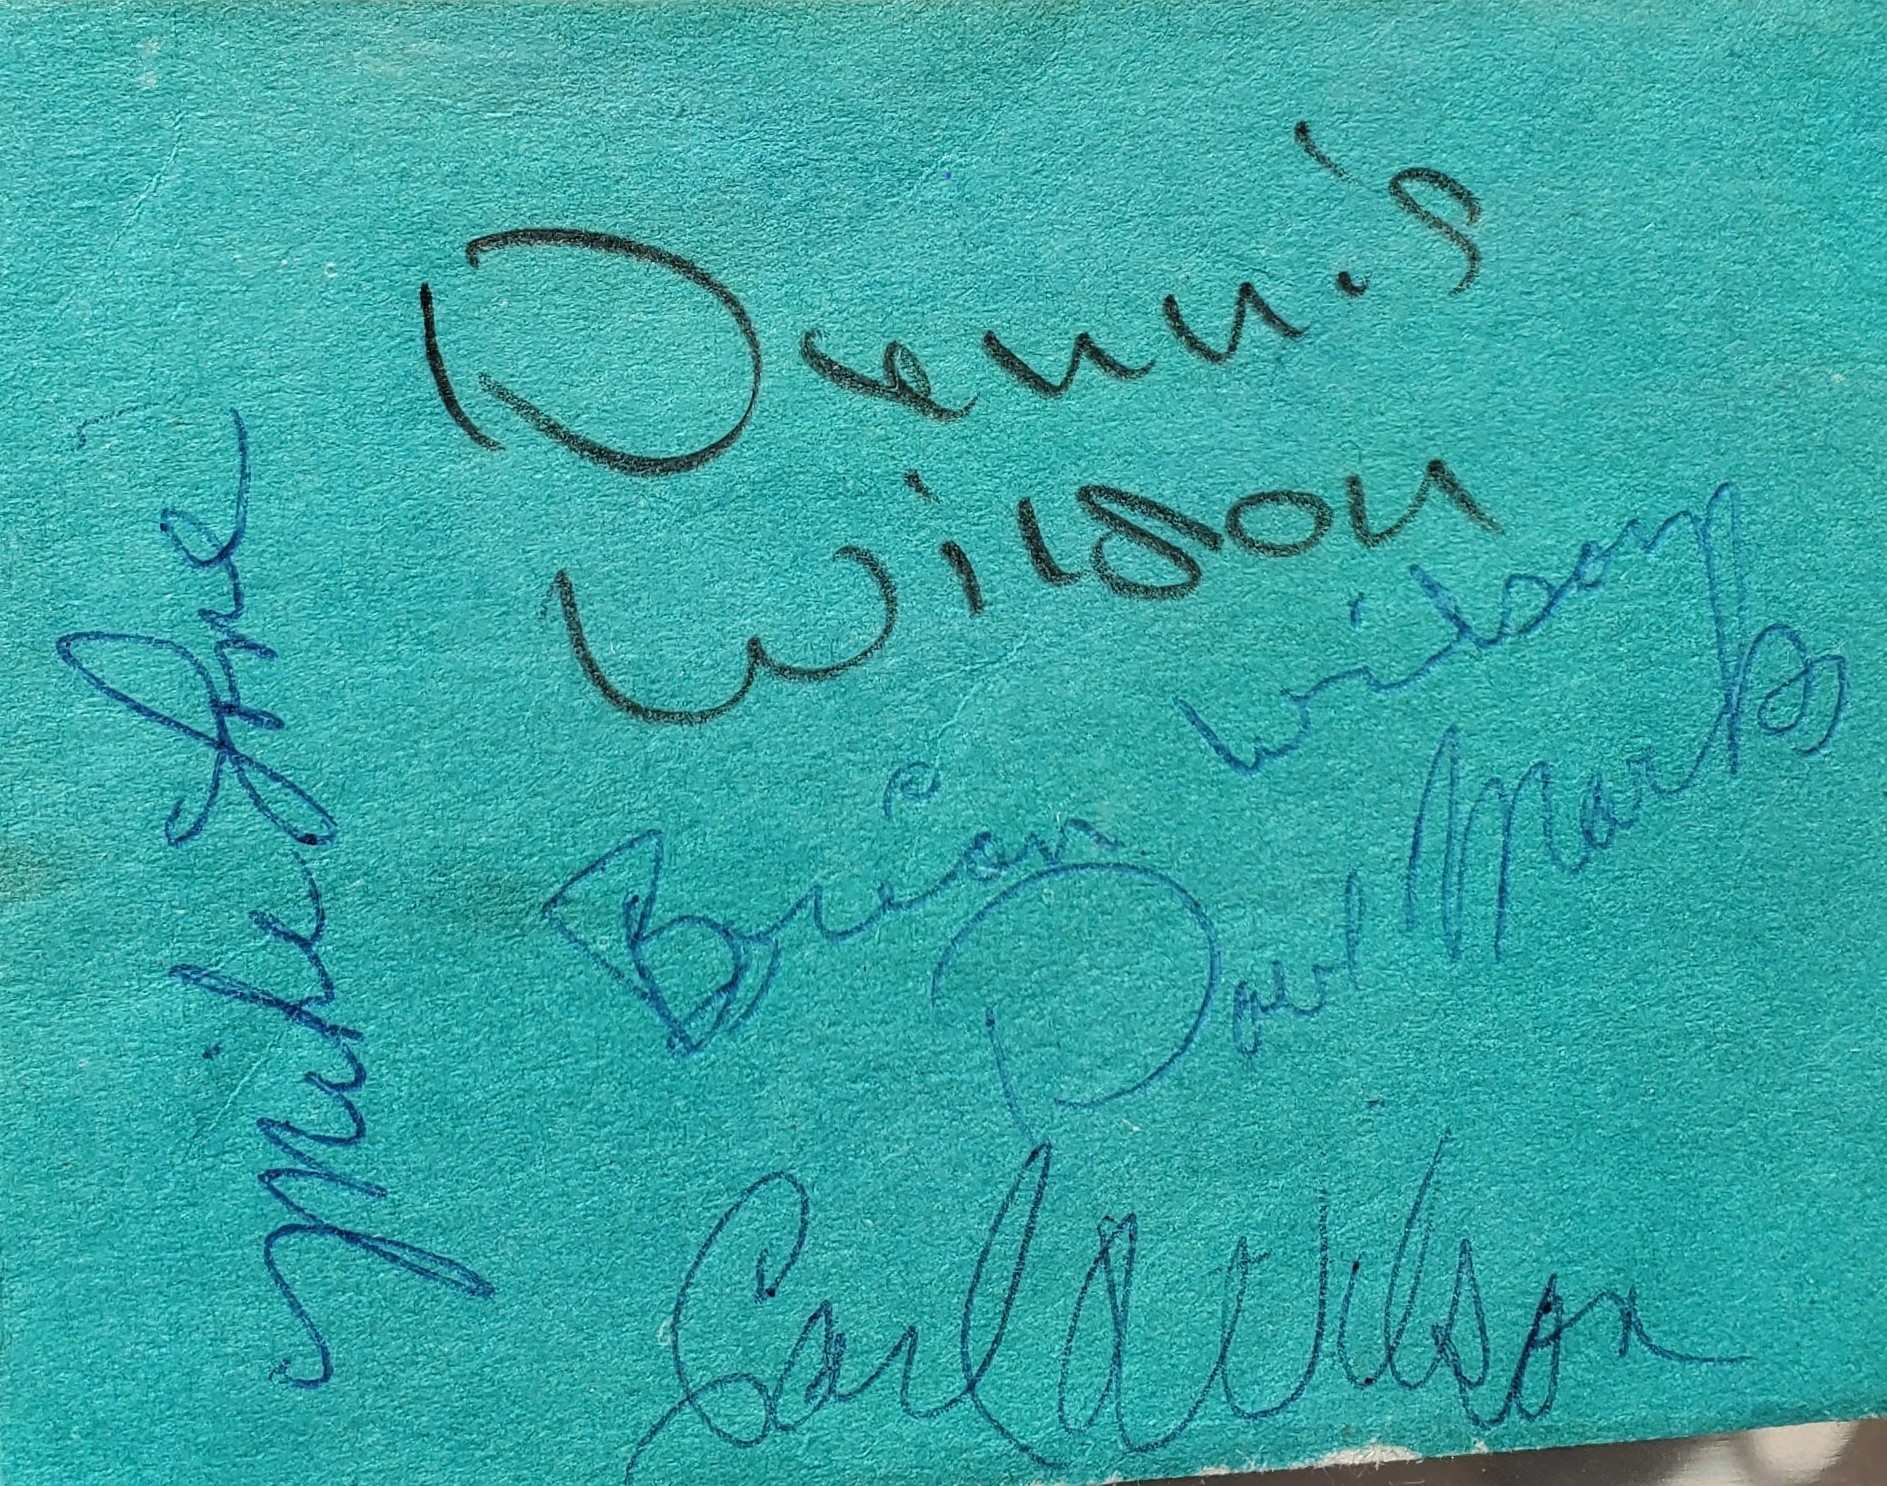 Dennis
Wilson
Mike Love
Brian Wilson
David Marks
Carl Wilson